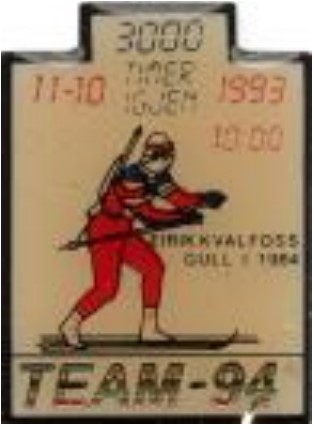 3000
TIMER
11-10 IGJEN 1993
10:00
EIRIK KVALFOSS
GULL I 1984
TEAM-94